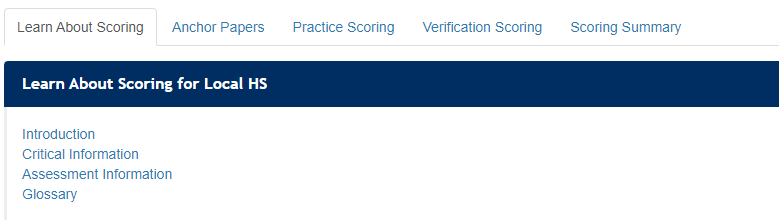 Learn About Scoring Anchor Papers Practice Scoring Verification Scoring Scoring Summary
Learn About Scoring for Local HS
Introduction
Critical Information
Assessment Information
Glossary